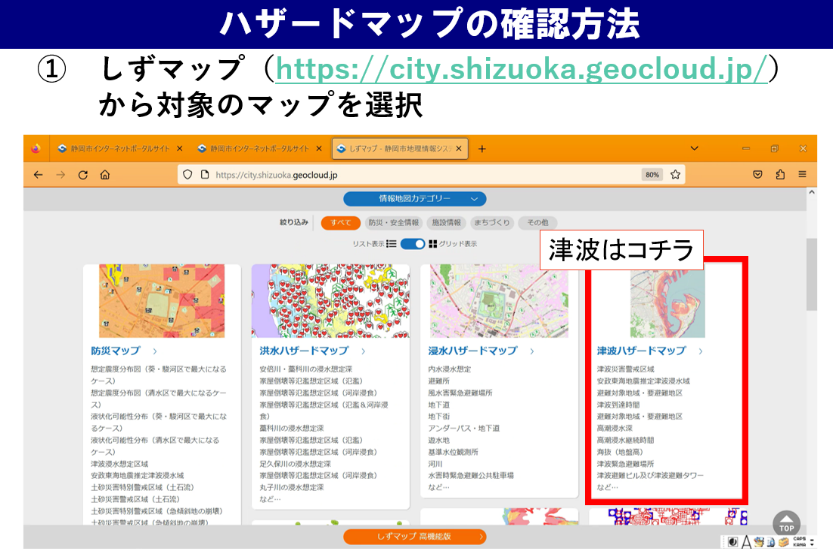 ハザードマップの確認方法
① しずマップ（https://city.shizuoka.geocloud.jp/）
から対象のマップを選択
静岡市インターネットポータルサイト × 静岡市インターネットポータルサイト × しずマップ - 静岡市地理情報シス × +
https://city.shizuoka.geocloud.jp 80%
情報地図カテゴリー
絞り込み すべて 防災・安全情報 施設情報 まちづくり その他
リスト表示 グリッド表示
津波はコチラ
防災マップ
想定震度分布図（葵・駿河区で最大になる
ケース）
想定震度分布図（清水区で最大になるケー
ス）
液状化可能性分布（葵・駿河区で最大にな
るケース）
液状化可能性分布（清水区で最大になる
ケース）
津波浸水想定区域
安政東海地震推定津波浸水域
土砂災害特別警戒区域（土石流）
土砂災害警戒区域（土石流）
土砂災害特別警戒区域（急傾斜地の崩壊）
土砂災害警戒区域（急傾斜地の崩壊）
洪水ハザードマップ
安倍川・藁科川の浸水想定深
家屋倒壊等氾濫想定区域（氾濫）
家屋倒壊等氾濫想定区域（河岸浸食）
家屋倒壊等氾濫想定区域（氾濫＆河岸浸
食）
藁科川の浸水想定深
家屋倒壊等氾濫想定区域（氾濫）
家屋倒壊等氾濫想定区域（河岸浸食）
足久保川の浸水想定深
家屋倒壊等氾濫想定区域（河岸浸食）
丸子川の浸水想定深
など…
浸水ハザードマップ
内水浸水想定
避難所
風水害緊急避難場所
地下道
地下街
アンダーパス・地下道
遊水地
基準水位観測所
河川
水害時緊急避難公共駐車場
など…
津波ハザードマップ
津波災害警戒区域
安政東海地震推定津波浸水域
避難対象地域・要避難地区
津波到達時間
避難対象地域・要避難地区
高潮浸水深
高潮浸水継続時間
海抜（地盤高）
津波緊急避難場所
津波避難ビル及び津波避難タワー
など…
TOP
しずマップ 高機能版
A CAPS
KANA